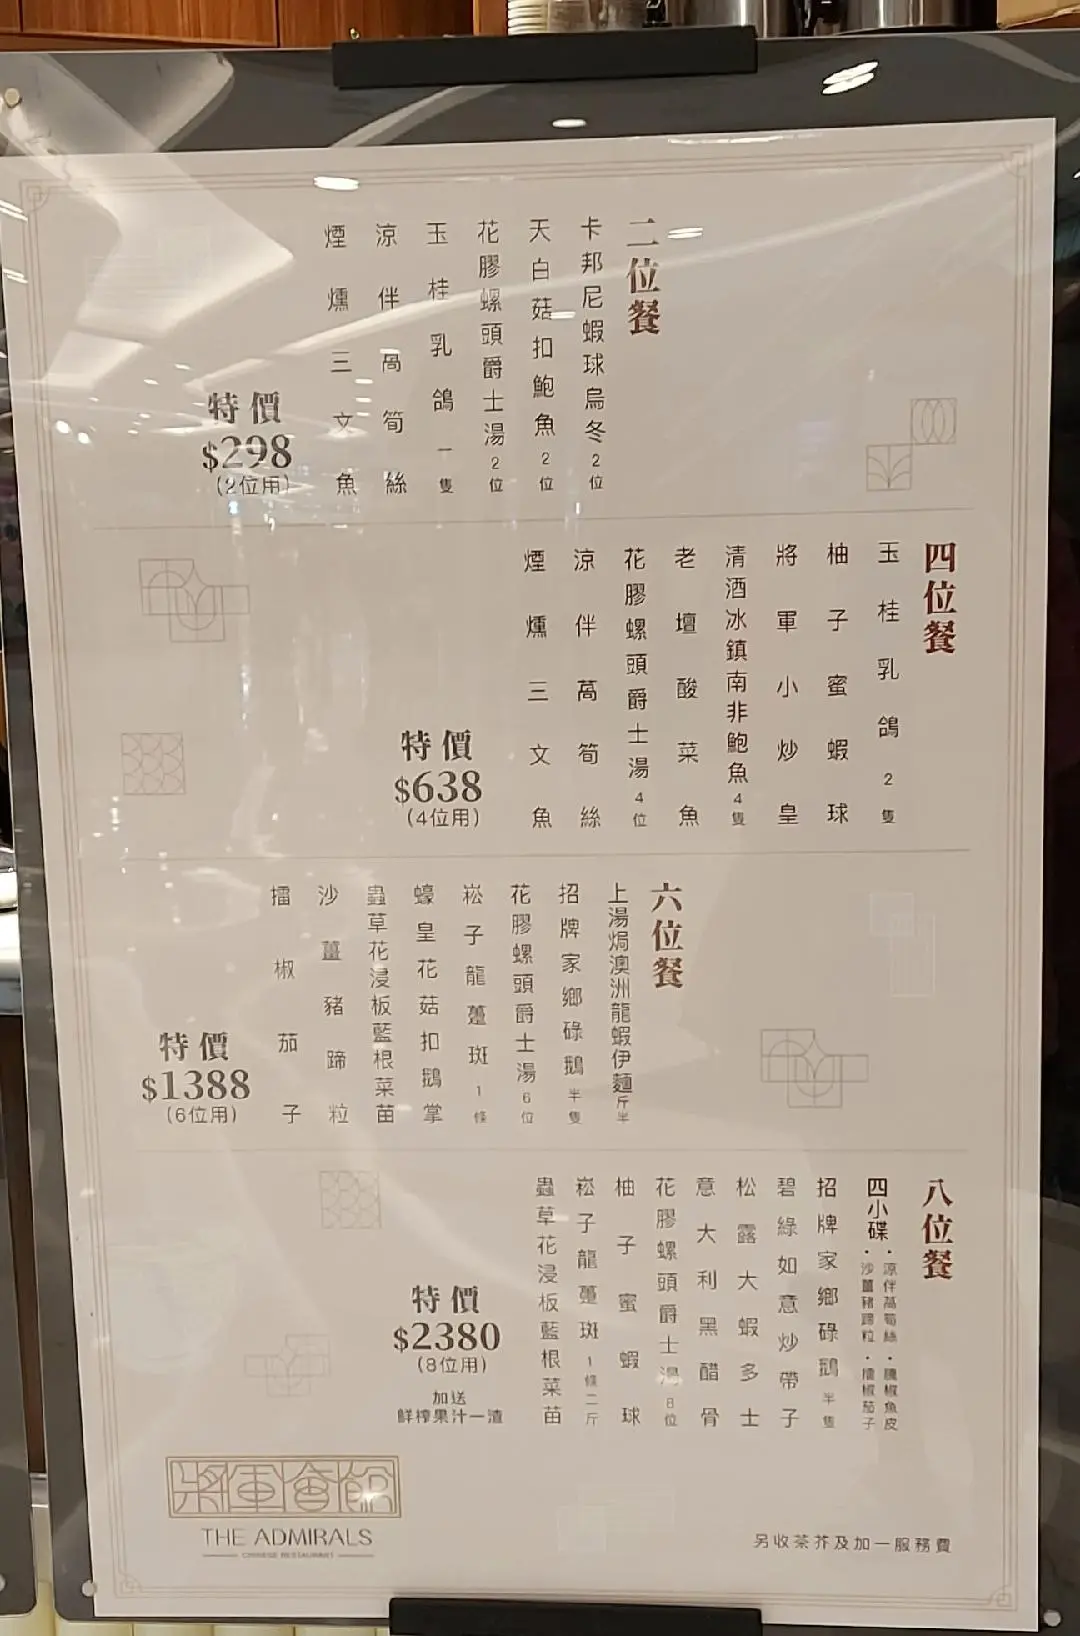 二位餐
卡邦尼蝦球烏冬 2位
天白菇扣鮑魚 2位
花膠螺頭爵士湯 2位
玉桂乳鴿 一隻
涼伴萵筍絲
煙燻三文魚
特價
$298
(2位用)
四位餐
玉桂乳鴿 2隻
柚子蜜蝦球
將軍小炒皇
清酒冰鎮南非鮑魚 4隻
老壇酸菜魚
花膠螺頭爵士湯 4位
涼伴萵筍絲
煙燻三文魚
特價
$638
(4位用)
六位餐
上湯焗澳洲龍蝦伊麵 斤半
招牌家鄉碌鵝 半隻
花膠螺頭爵士湯 6位
崧子龍躉斑 1條
蠔皇花菇扣鵝掌
蟲草花浸板藍根菜苗
沙薑豬蹄粒
擂椒茄子
特價
$1388
(6位用)
八位餐
四小碟
·涼伴萵筍絲 ·騰椒魚皮
·沙薑豬蹄粒 ·擂椒茄子
招牌家鄉碌鵝 半隻
碧綠如意炒帶子
松露大蝦多士
意大利黑醋骨
花膠螺頭爵士湯 8位
柚子蜜蝦球
崧子龍躉斑 1條二斤
蟲草花浸板藍根菜苗
特價
$2380
(8位用)
加送
鮮榨果汁一渣
將軍會館
THE ADMIRALS
CHINESE RESTAURANT
另收茶芥及加一服務費